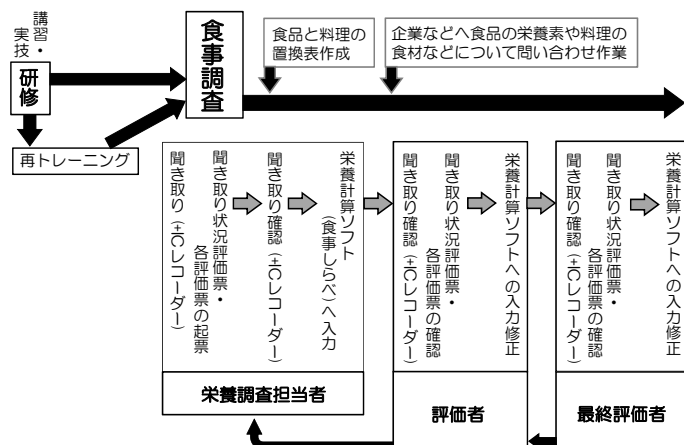 講習・
実技
研修
再トレーニング
食事調査
食品と料理の
置換表作成
企業などへ食品の栄養素や料理の
食材などについて問い合わせ作業
聞き取り（+ICレコーダー）
聞き取り状況評価票・
各評価票の起票
聞き取り確認（+ICレコーダー）
栄養計算ソフト
（食事しらべ）へ入力
栄養調査担当者
聞き取り確認（+ICレコーダー）
聞き取り状況評価票・
各評価票の確認
栄養計算ソフトへの入力修正
評価者
聞き取り確認（+ICレコーダー）
聞き取り状況評価票・
各評価票の確認
栄養計算ソフトへの入力修正
最終評価者